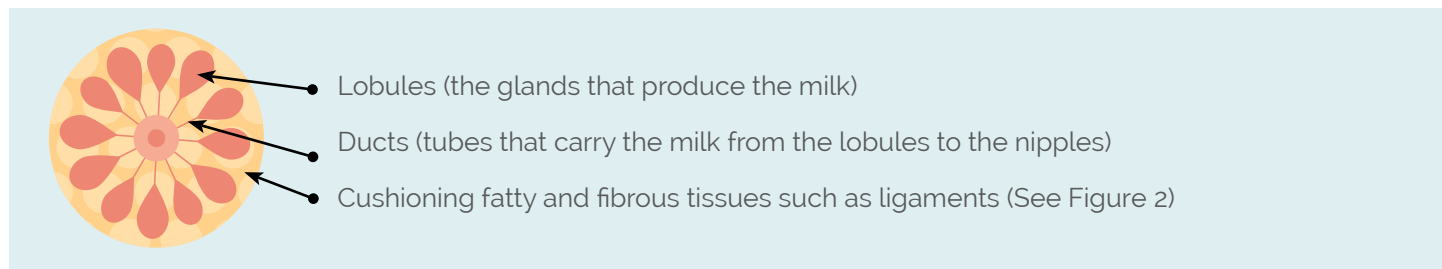 Lobules (the glands that produce the milk)
Ducts (tubes that carry the milk from the lobules to the nipples)
Cushioning fatty and fibrous tissues such as ligaments (See Figure 2)